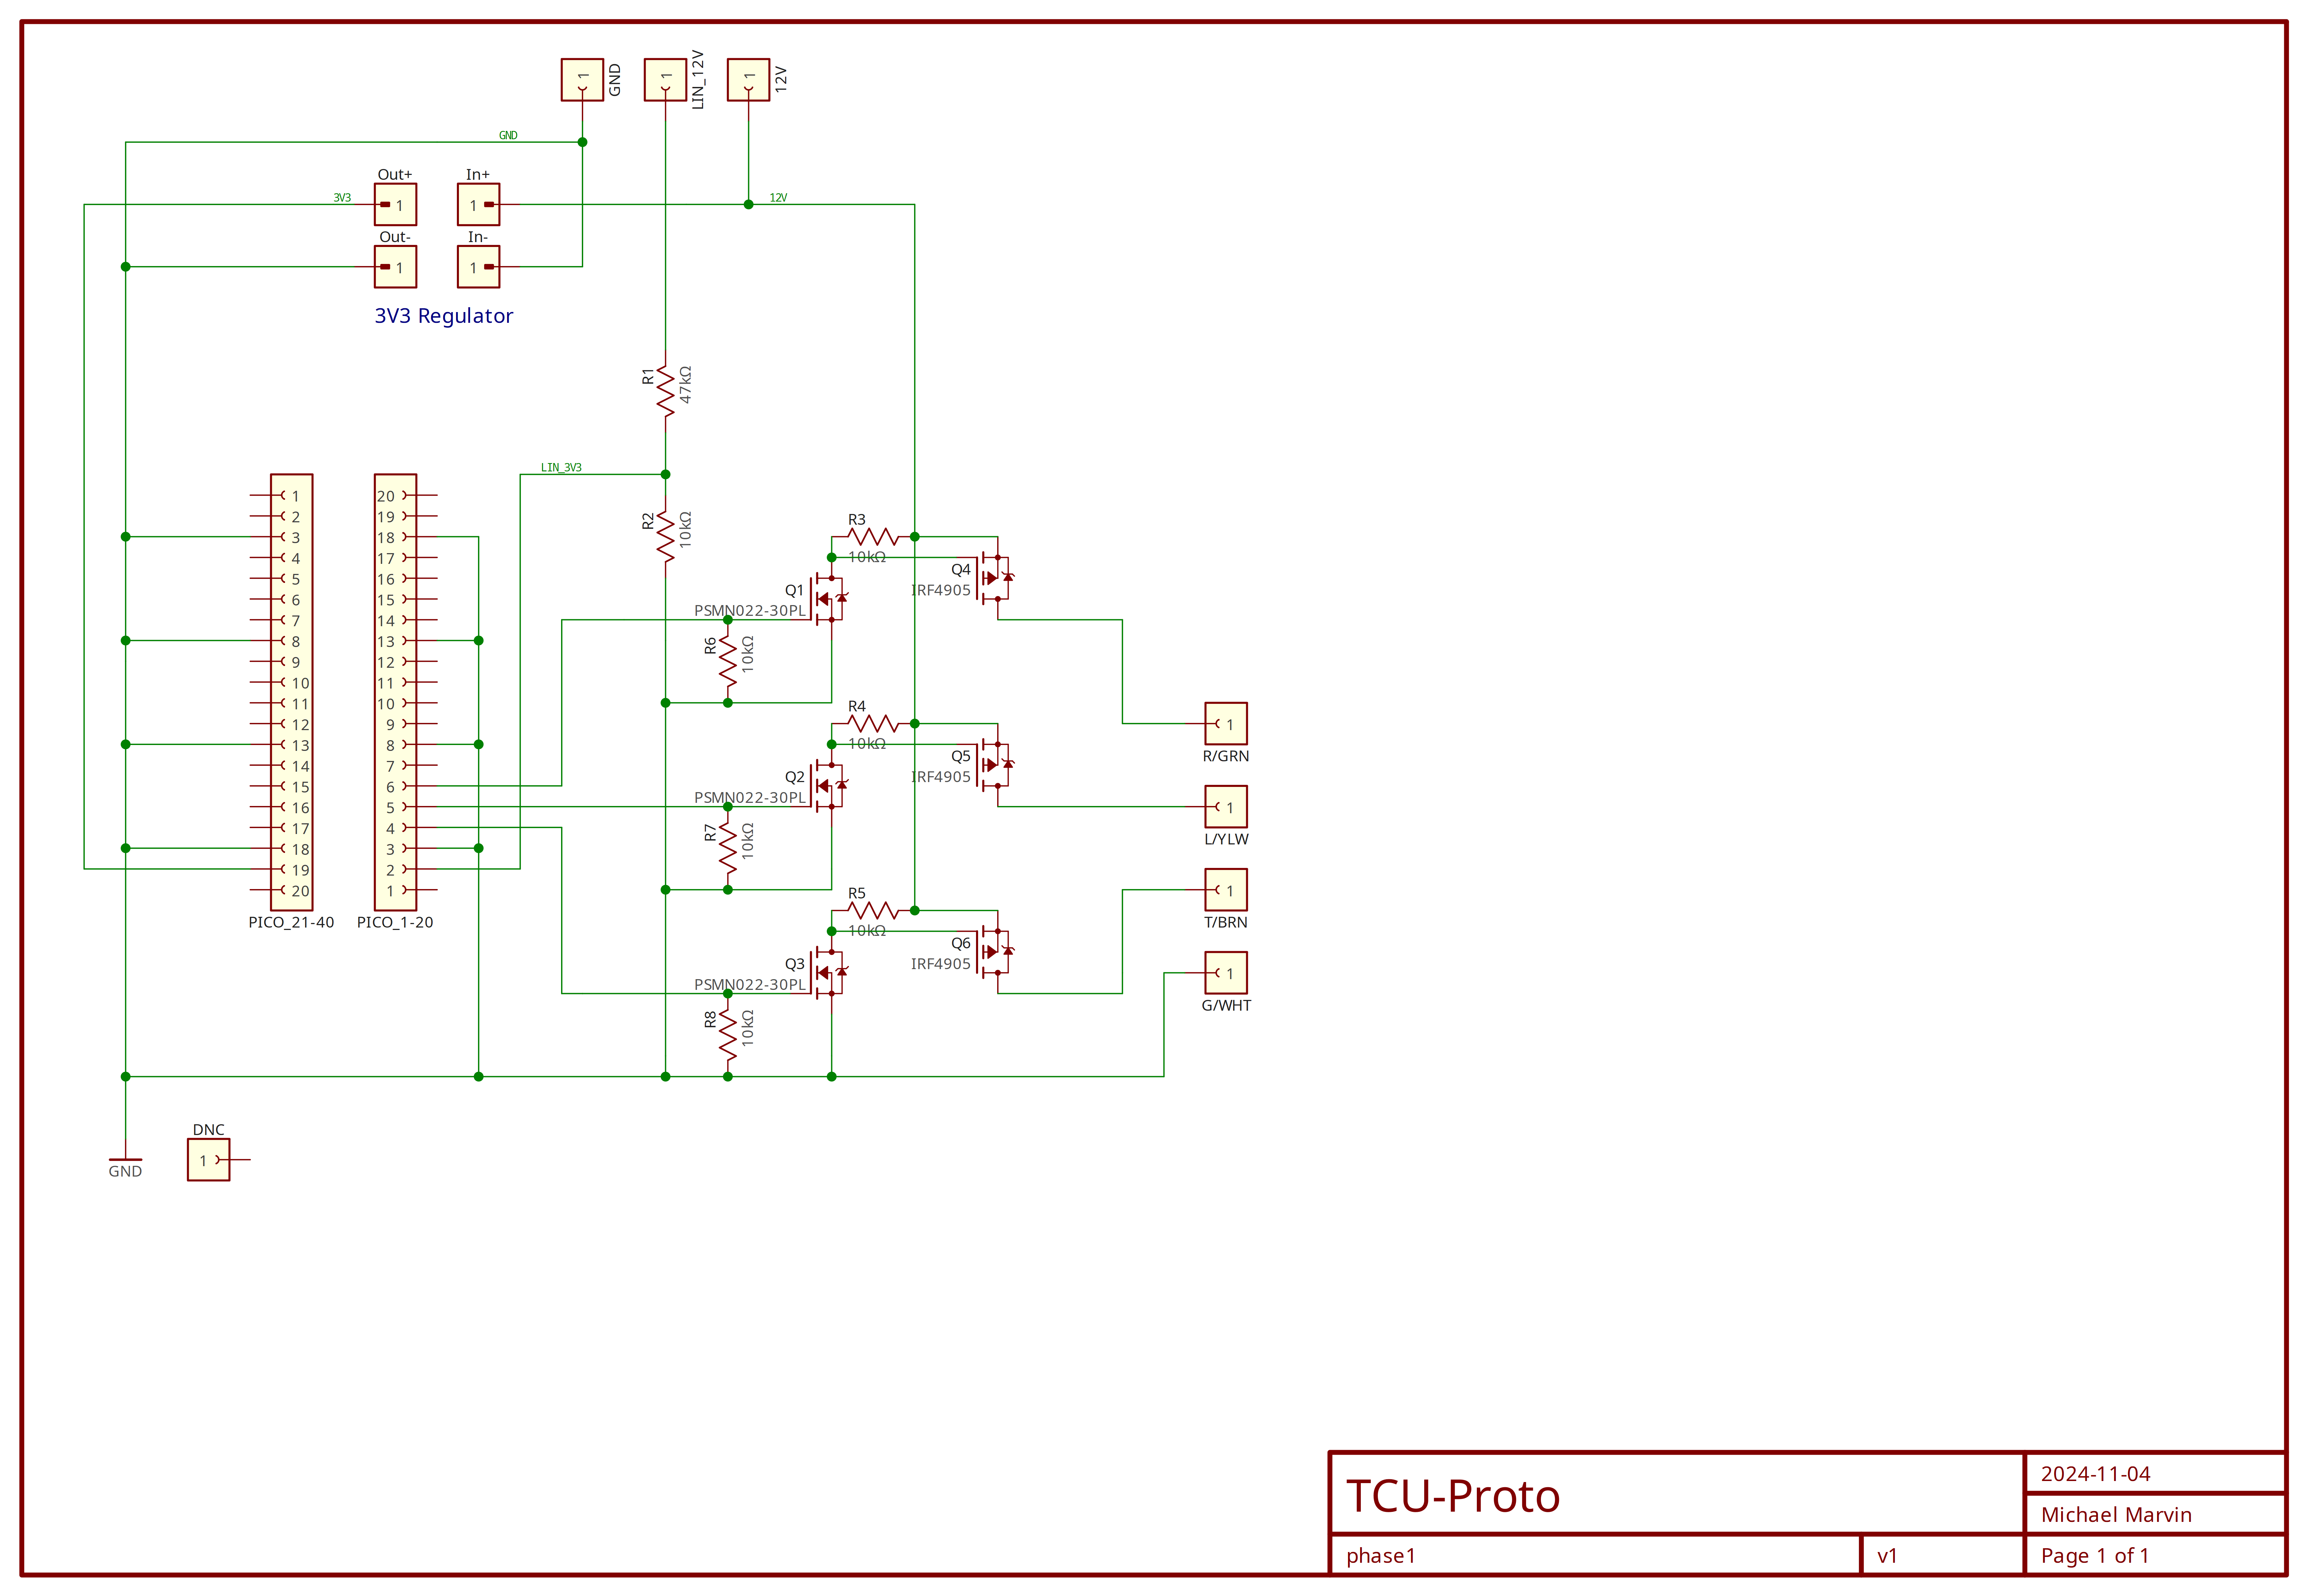 1
GND
1
LIN_12V
1
12V
GND
Out+
In+
3V3
1
1
12V
Out-
In-
1
1
3V3 Regulator
R1
47kΩ
LIN_3V3
R2
10kΩ
1
2
3
4
5
6
7
8
9
10
11
12
13
14
15
16
17
18
19
20
PICO_21-40
20
19
18
17
16
15
14
13
12
11
10
9
8
7
6
5
4
3
2
1
PICO_1-20
R3
10kΩ
Q4
IRF4905
Q1
PSMN022-30PL
R6
10kΩ
R4
10kΩ
Q5
IRF4905
Q2
PSMN022-30PL
R7
10kΩ
R5
10kΩ
Q6
IRF4905
Q3
PSMN022-30PL
R8
10kΩ
1
R/GRN
1
L/YLW
1
T/BRN
1
G/WHT
DNC
1
GND
TCU-Proto
2024-11-04
Michael Marvin
phase1
v1
Page 1 of 1